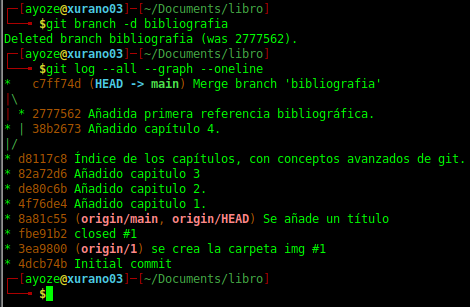 ┌─[ayoze@xurano03]─[~/Documents/libro]
└──╼ $git branch -d bibliografia
Deleted branch bibliografia (was 2777562).
┌─[ayoze@xurano03]─[~/Documents/libro]
└──╼ $git log --all --graph --oneline
*   c7ff74d (HEAD -> main) Merge branch 'bibliografia'
|\
| * 2777562 Añadida primera referencia bibliográfica.
* | 38b2673 Añadido capítulo 4.
|/
* d8117c8 Índice de los capítulos, con conceptos avanzados de git.
* 82a72d6 Añadido capitulo 3
* de80c6b Añadido capitulo 2.
* 4f76de4 Añadido capitulo 1.
* 8a81c55 (origin/main, origin/HEAD) Se añade un título
* fbe91b2 closed #1
* 3ea9800 (origin/1) se crea la carpeta img #1
* 4dcb74b Initial commit
┌─[ayoze@xurano03]─[~/Documents/libro]
└──╼ $